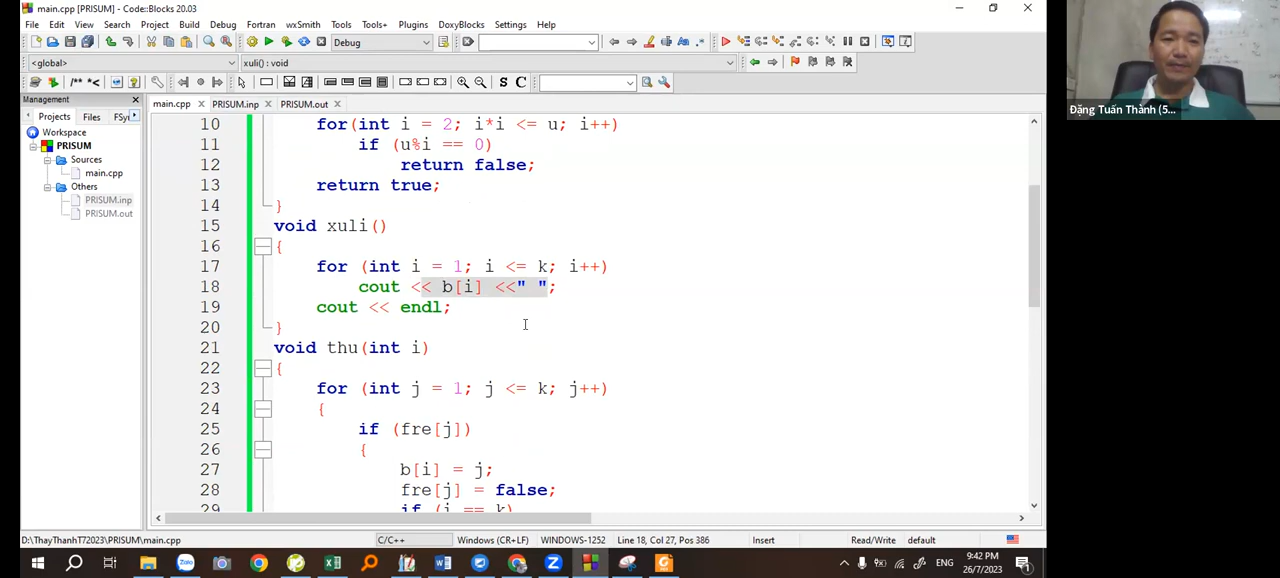 main.cpp [PRISUM] - Code::Blocks 20.03
File Edit View Search Project Build Debug Fortran wxSmith Tools Tools+ Plugins DoxyBlocks Settings Help
Debug
<global> xuli() : void
/** *< S C
Management
Projects Files FSy
Workspace
PRISUM
Sources
main.cpp
Others
PRISUM.inp
PRISUM.out
main.cpp PRISUM.inp PRISUM.out
10 for(int i = 2; i*i <= u; i++)
11 if (u%i == 0)
12 return false;
13 return true;
14 }
15 void xuli()
16 {
17 for (int i = 1; i <= k; i++)
18 cout << b[i] <<" ";
19 cout << endl;
20 }
21 void thu(int i)
22 {
23 for (int j = 1; j <= k; j++)
24 {
25 if (fre[j])
26 {
27 b[i] = j;
28 fre[j] = false;
29 if (i == k)
D:\ThayThanhT72023\PRISUM\main.cpp C/C++ Windows (CR+LF) WINDOWS-1252 Line 18, Col 27, Pos 386 Insert Read/Write default
Zalo
ENG
9:42 PM
26/7/2023
Đặng Tuấn Thành (5...